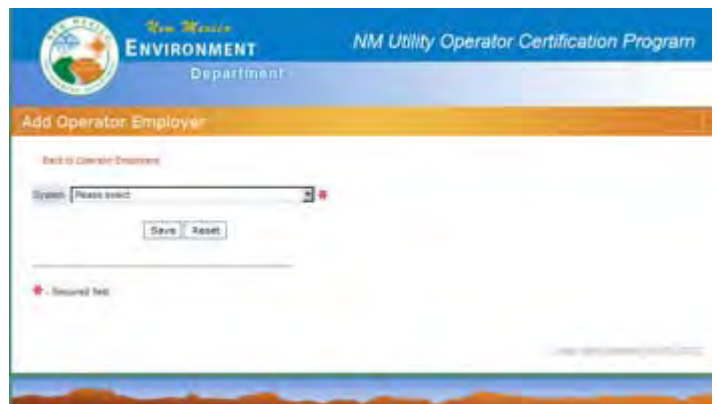 New Mexico
ENVIRONMENT
Department
NM Utility Operator Certification Program
Add Operator Employer
Back to Operator Employers
System Please select
Save Reset
- Required field